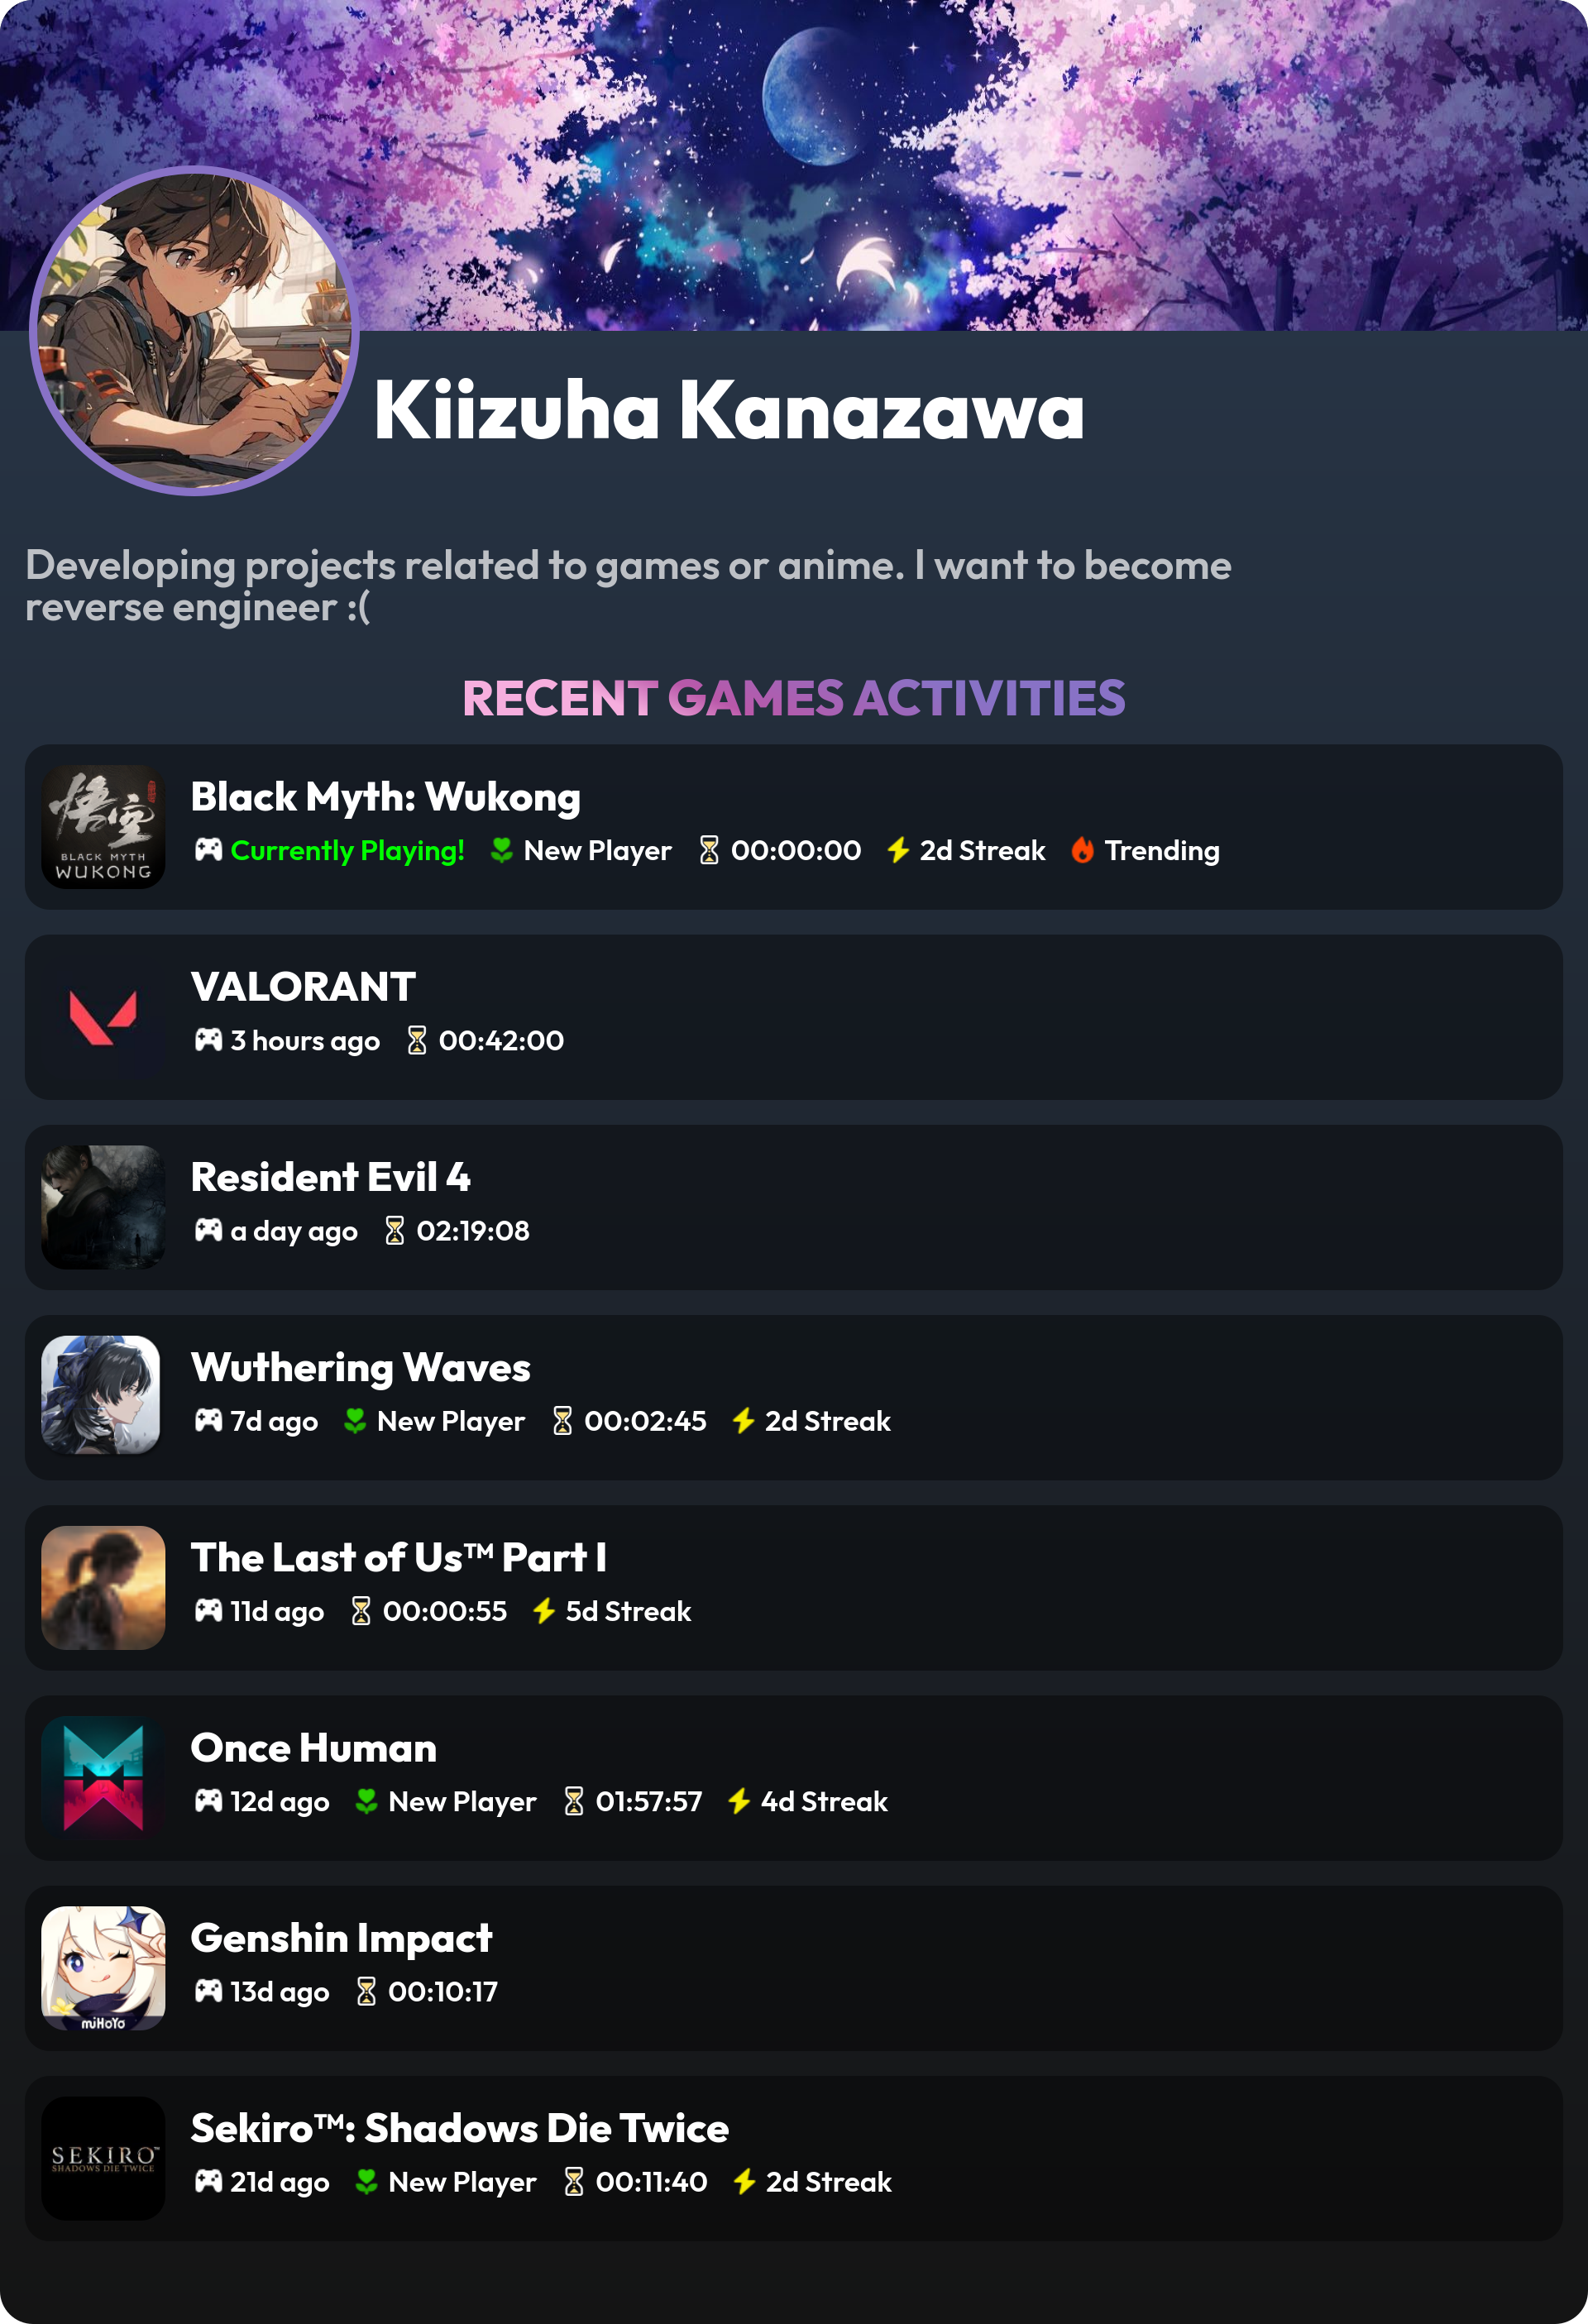 Kiizuha Kanazawa
Developing projects related to games or anime. I want to become
reverse engineer :(
RECENT GAMES ACTIVITIES
悟空
BLACK MYTH
WUKONG
Black Myth: Wukong
Currently Playing! New Player 00:00:00 2d Streak Trending
VALORANT
3 hours ago 00:42:00
Resident Evil 4
a day ago 02:19:08
Wuthering Waves
7d ago New Player 00:02:45 2d Streak
The Last of Us™ Part I
11d ago 00:00:55 5d Streak
Once Human
12d ago New Player 01:57:57 4d Streak
miHoYo
Genshin Impact
13d ago 00:10:17
SEKIRO™
SHADOWS DIE TWICE
Sekiro™: Shadows Die Twice
21d ago New Player 00:11:40 2d Streak